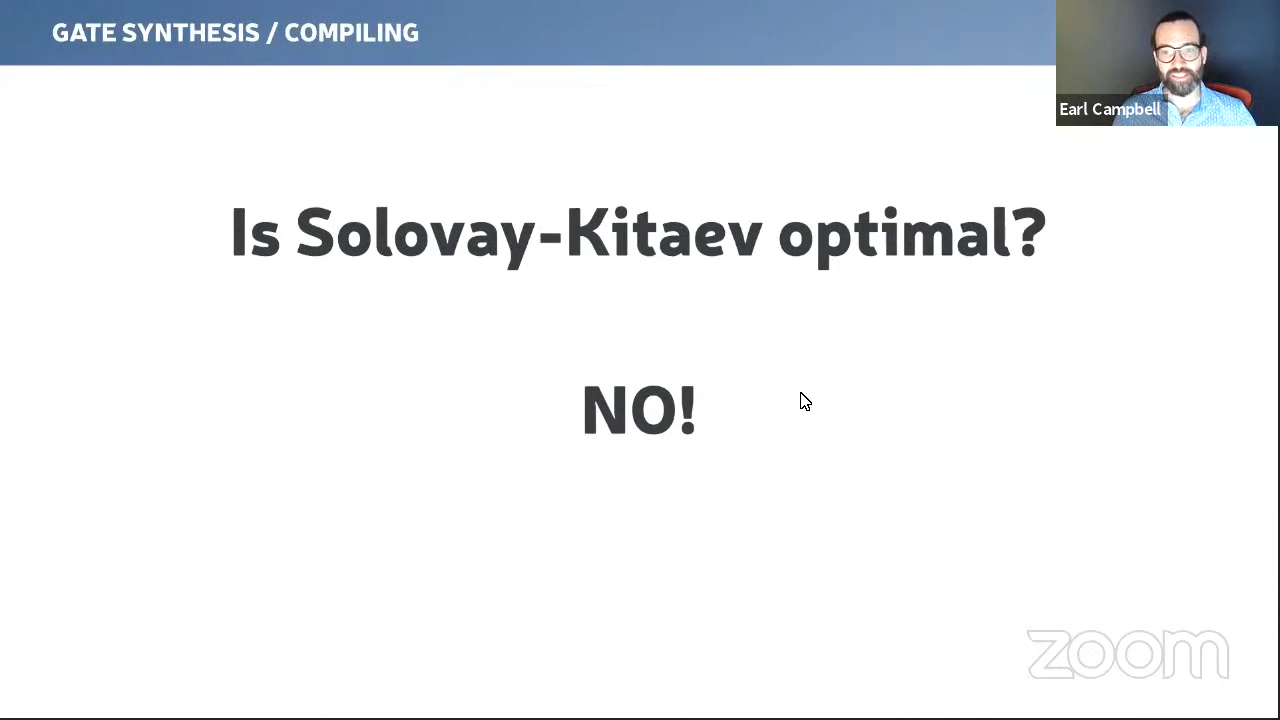 GATE SYNTHESIS / COMPILING
Earl Campbell
Is Solovay-Kitaev optimal?
NO!
zoom